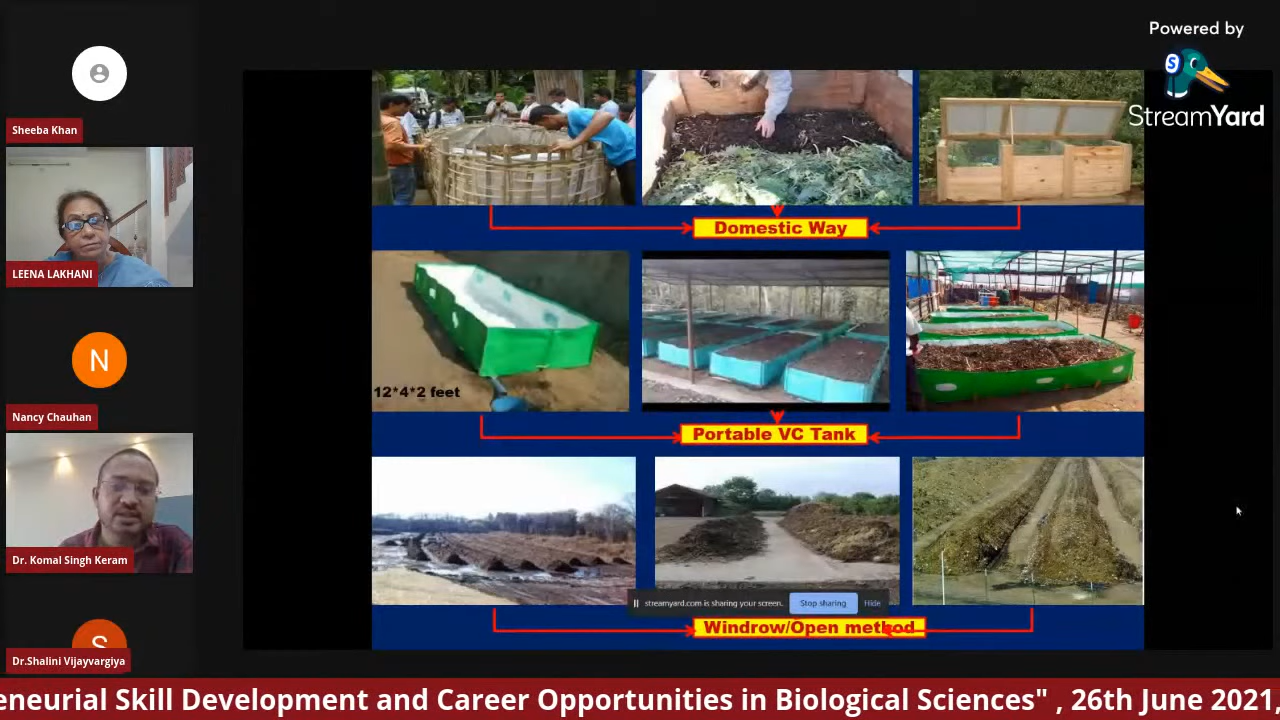 Powered by
S
StreamYard
Sheeba Khan
LEENA LAKHANI
N
Nancy Chauhan
Dr. Komal Singh Keram
S
Dr.Shalini Vijayvargiya
Domestic Way
12*4*2 feet
Portable VC Tank
streamyard.com is sharing your screen.
Stop sharing
Hide
Windrow/Open method
eneurial Skill Development and Career Opportunities in Biological Sciences" , 26th June 2021,